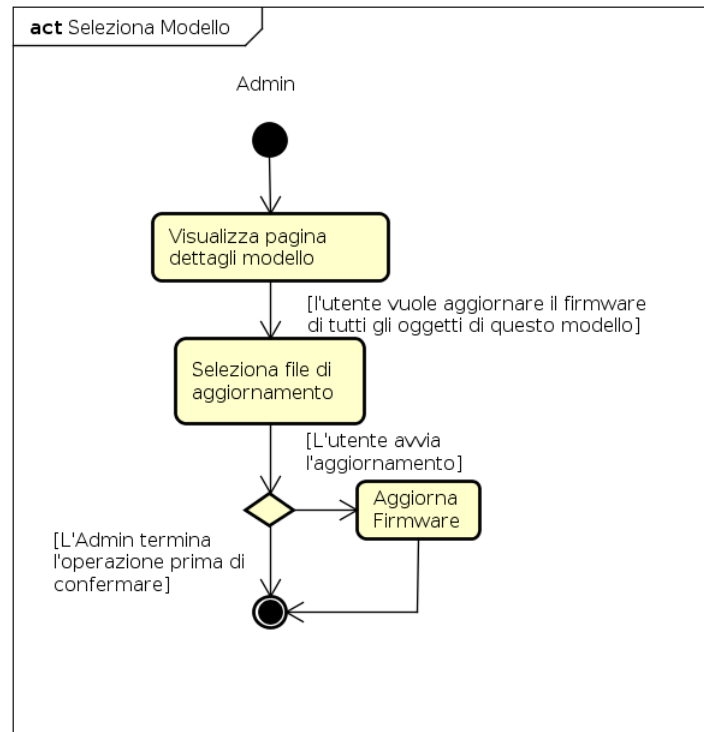 act Seleziona Modello
Admin
Visualizza pagina
dettagli modello
[l'utente vuole aggiornare il firmware
di tutti gli oggetti di questo modello]
Seleziona file di
aggiornamento
[L'utente avvia
l'aggiornamento]
Aggiorna
Firmware
[L'Admin termina
l'operazione prima di
confermare]